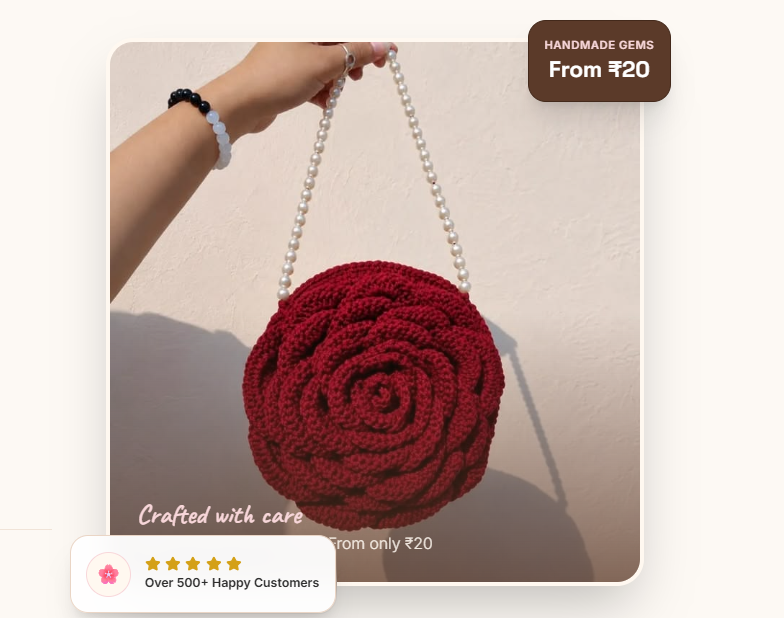 HANDMADE GEMS
From ₹20
Crafted with care
From only ₹20
Over 500+ Happy Customers